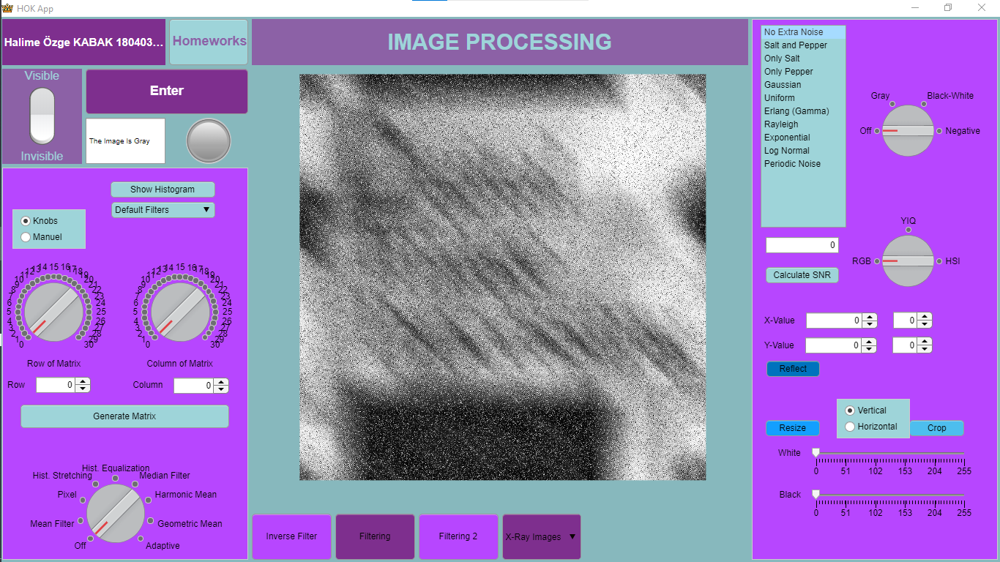 HOK App
Halime Özge KABAK 180403...
Homeworks
IMAGE PROCESSING
Visible
Invisible
Enter
The Image Is Gray
Show Histogram
Default Filters
Knobs
Manuel
0 1 2 3 4 5 6 7 8 9 10 11 12 13 14 15 16 17 18 19 20 21 22 23 24 25 26 27 28 29 30
Row of Matrix
0 1 2 3 4 5 6 7 8 9 10 11 12 13 14 15 16 17 18 19 20 21 22 23 24 25 26 27 28 29 30
Column of Matrix
Row 0
Column 0
Generate Matrix
Off
Mean Filter
Pixel
Hist. Stretching
Hist. Equalization
Median Filter
Harmonic Mean
Geometric Mean
Adaptive
Inverse Filter
Filtering
Filtering 2
X-Ray Images
No Extra Noise
Salt and Pepper
Only Salt
Only Pepper
Gaussian
Uniform
Erlang (Gamma)
Rayleigh
Exponential
Log Normal
Periodic Noise
Off
Gray
Black-White
Negative
0
Calculate SNR
RGB
YIQ
HSI
X-Value 0 0
Y-Value 0 0
Reflect
Resize
Vertical
Horizontal
Crop
White
0 51 102 153 204 255
Black
0 51 102 153 204 255